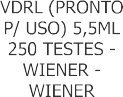 VDRL (PRONTO
P/ USO) 5,5ML
250 TESTES -
WIENER -
WIENER